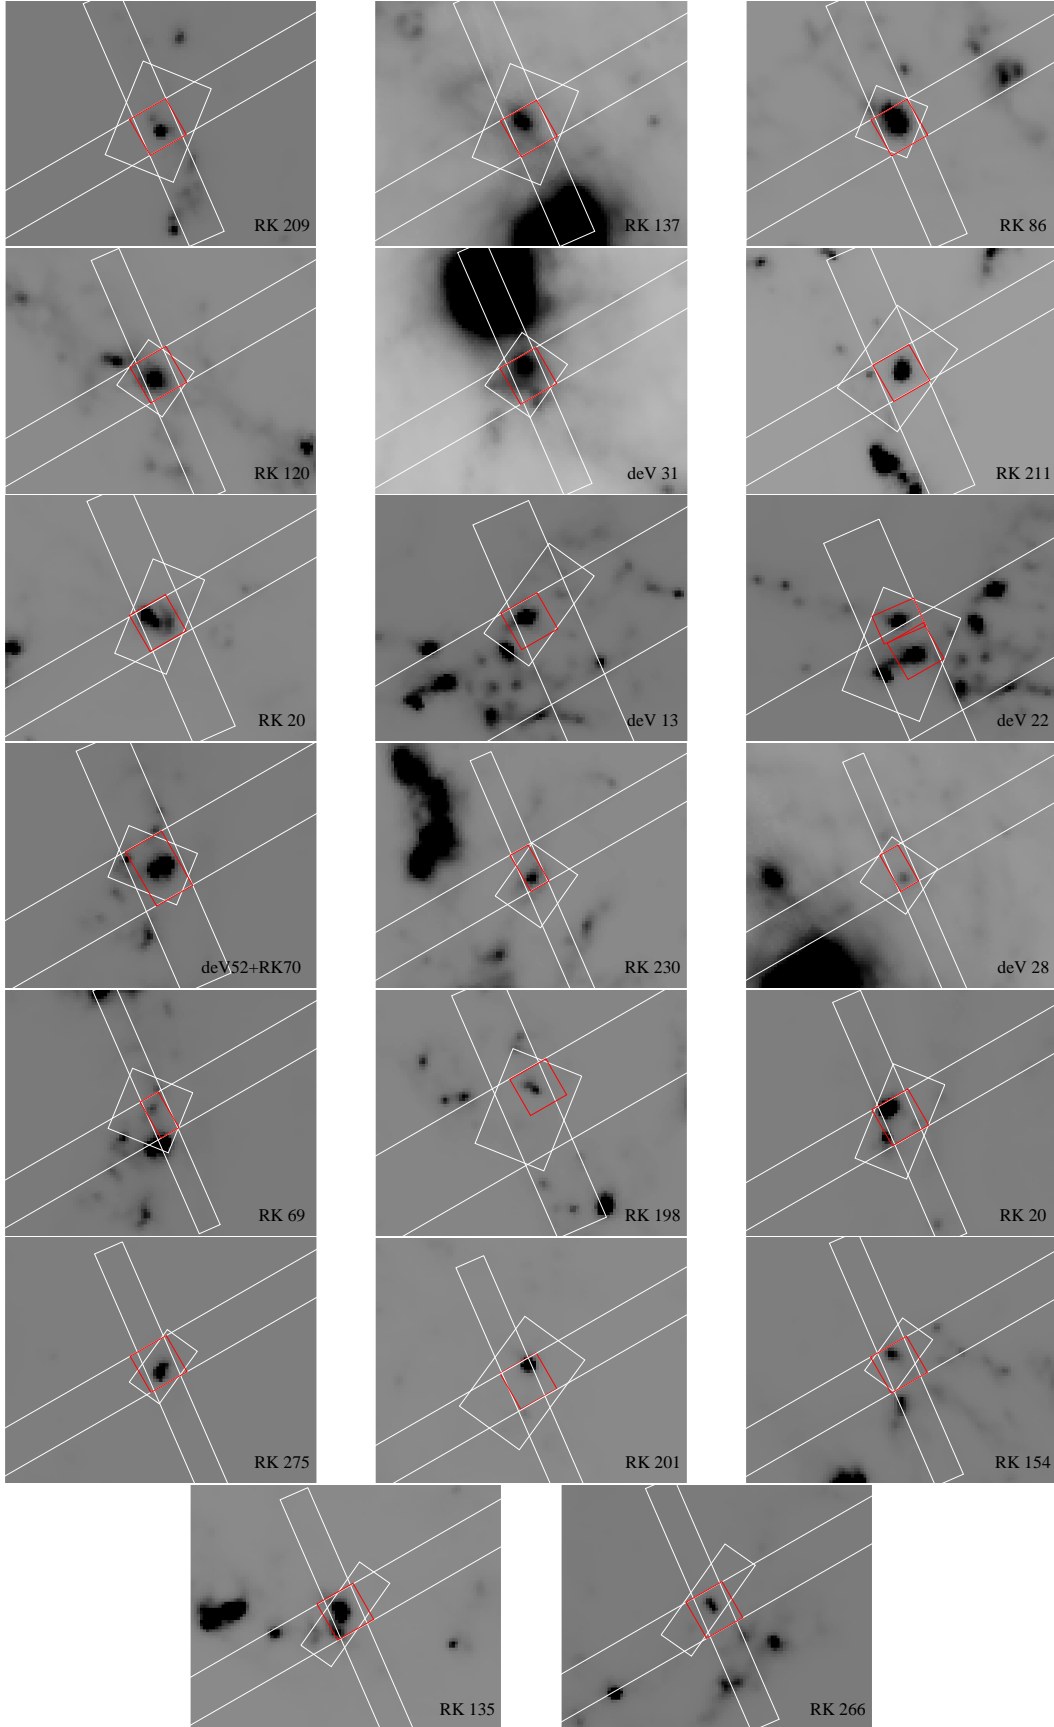 RK 209
RK 137
RK 86
RK 120
deV 31
RK 211
RK 20
deV 13
deV 22
deV52+RK70
RK 230
deV 28
RK 69
RK 198
RK 20
RK 275
RK 201
RK 154
RK 135
RK 266